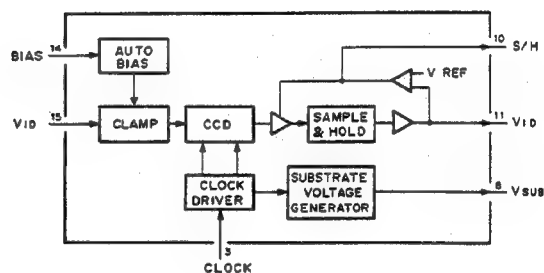 BIAS
14
AUTO
BIAS
10
S/H
V REF
VID
15
CLAMP
CCD
SAMPLE
& HOLD
11
VID
CLOCK
DRIVER
SUBSTRATE
VOLTAGE
GENERATOR
8
VSUB
3
CLOCK